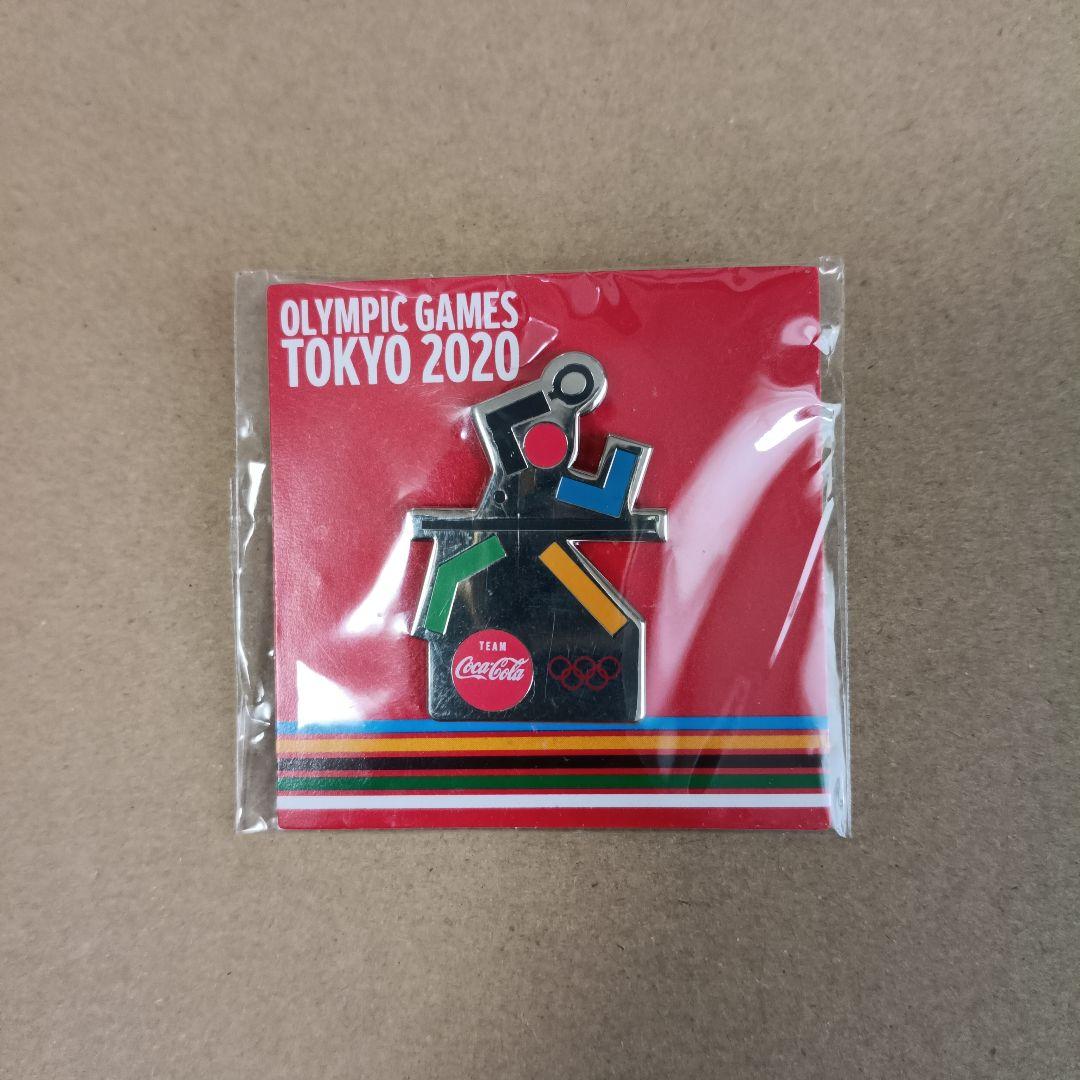 OLYMPIC GAMES
TOKYO 2020
TEAM
Coca-Cola